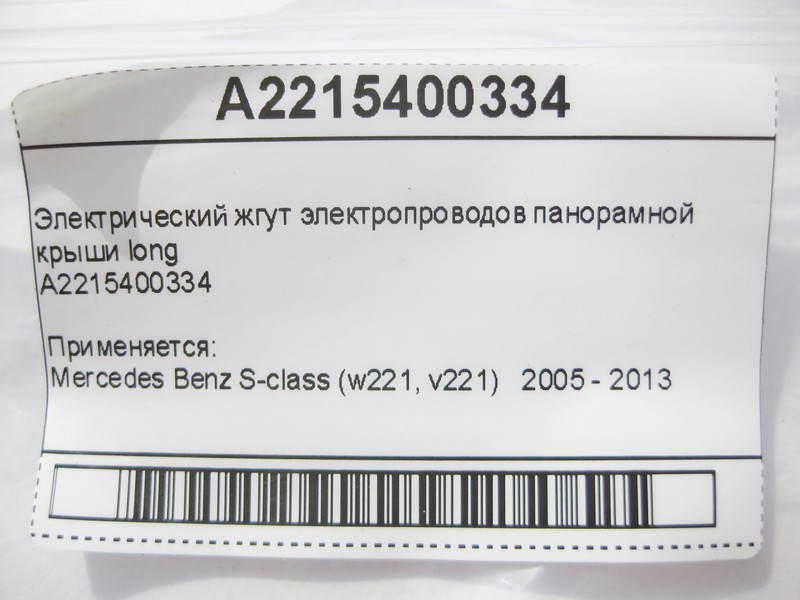 A2215400334
Электрический жгут электропроводов панорамной
крыши long
A2215400334
Применяется:
Mercedes Benz S-class (w221, v221) 2005 - 2013